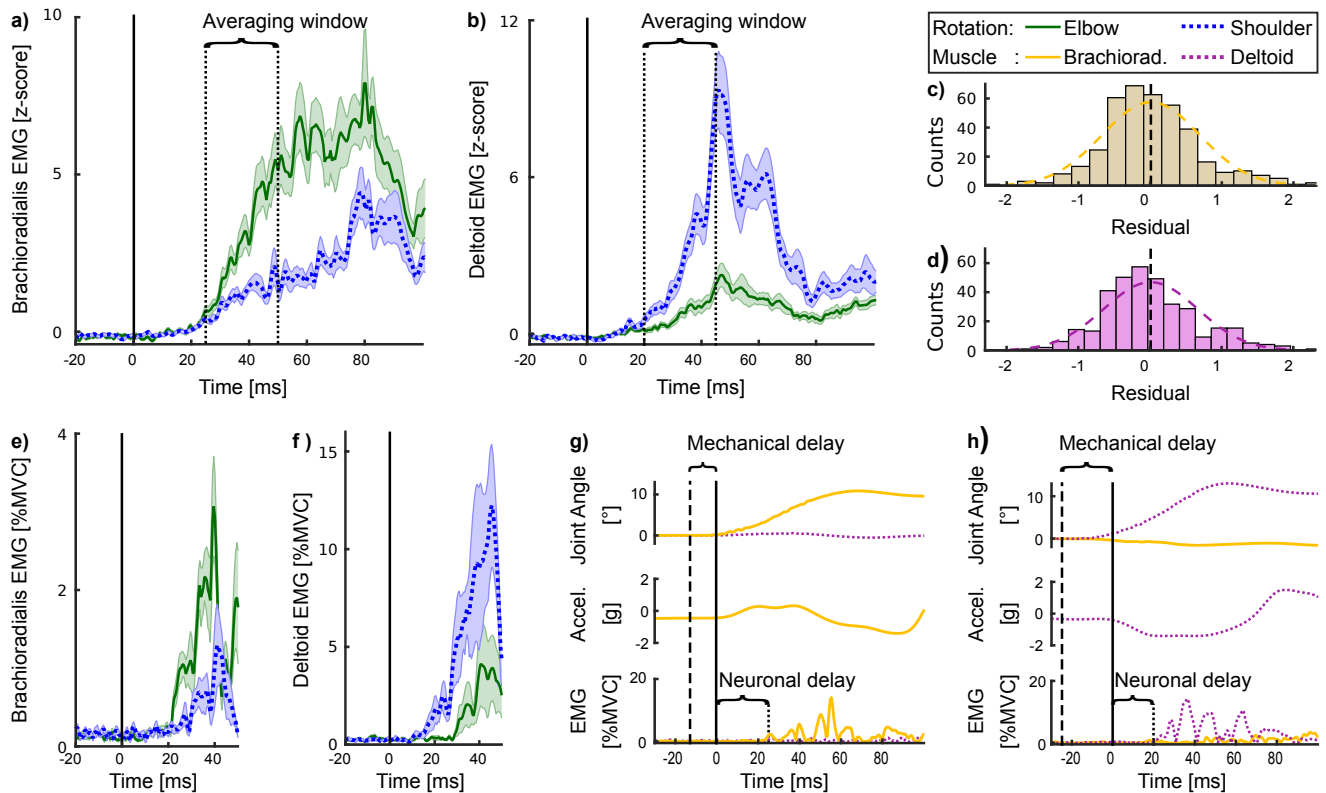 a)
Averaging window
Brachioradialis EMG [z-score]
10
5
0
-20 0 20 40 60 80
Time [ms]
b)
Averaging window
Deltoid EMG [z-score]
12
6
0
-20 0 20 40 60 80
Time [ms]
Rotation: Elbow Shoulder
Muscle : Brachiorad. Deltoid
c)
Counts
60
40
20
0
-2 -1 0 1 2
Residual
d)
Counts
60
40
20
0
-1 0 1 2
Residual
e)
Brachioradialis EMG [%MVC]
4
2
0
-20 0 20 40
Time [ms]
f )
Deltoid EMG [%MVC]
15
10
5
0
-20 0 20 40
Time [ms]
g)
Mechanical delay
Joint Angle
[°]
10
0
Accel.
[g]
2
0
-2
Neuronal delay
EMG
[%MVC]
20
0
-20 0 20 40 60 80
Time [ms]
h)
Mechanical delay
Joint Angle
[°]
10
0
Accel.
[g]
2
0
-2
Neuronal delay
EMG
[%MVC]
20
0
-20 0 20 40 60 80
Time [ms]